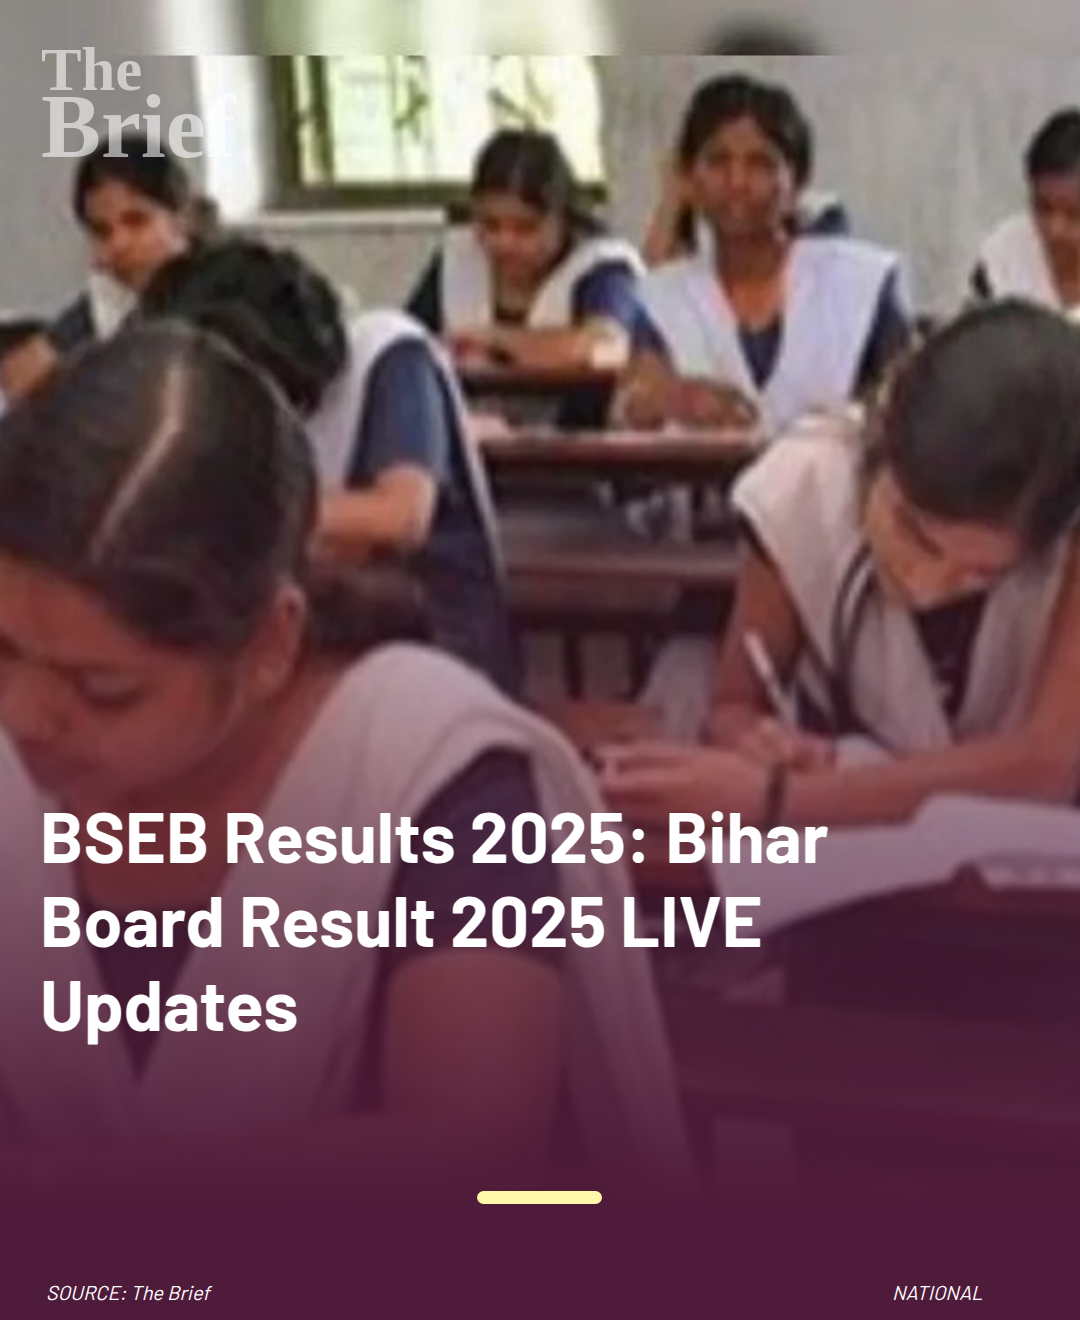 The
Brief
BSEB Results 2025: Bihar
Board Result 2025 LIVE
Updates
SOURCE: The Brief
NATIONAL